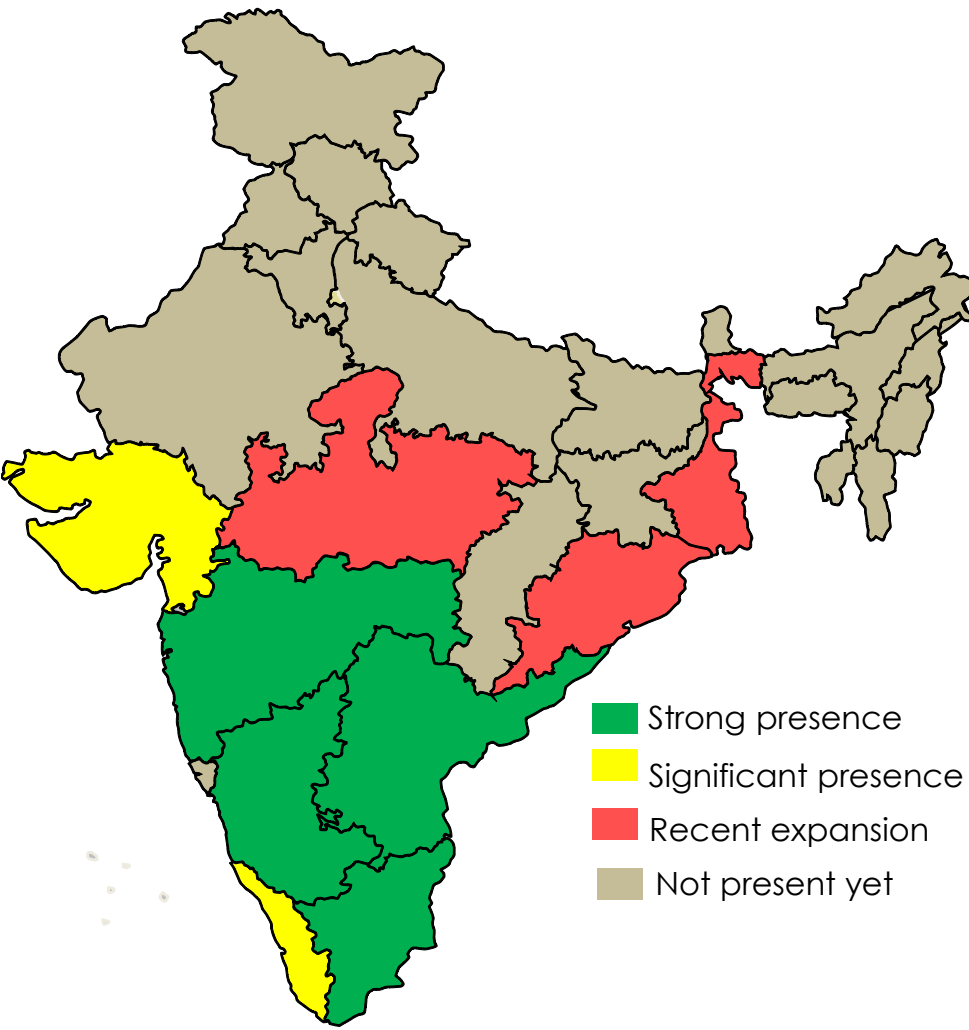 Strong presence
Significant presence
Recent expansion
Not present yet